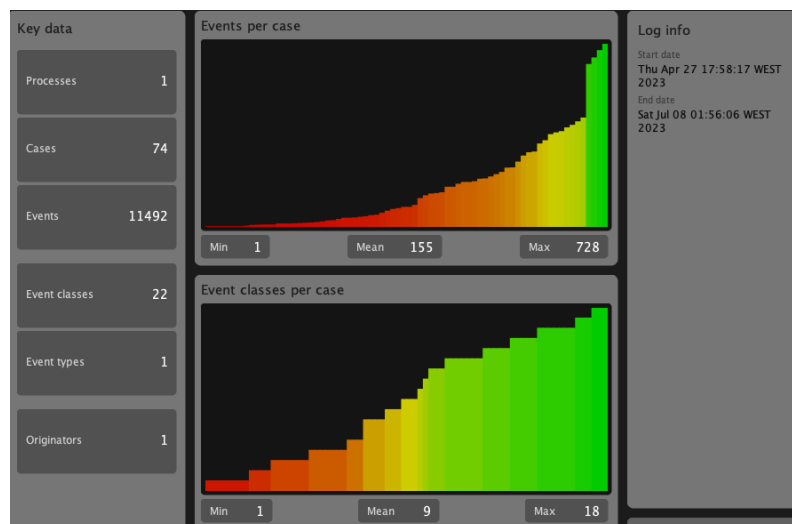 Key data
Processes 1
Cases 74
Events 11492
Event classes 22
Event types 1
Originators 1
Events per case
Min 1 Mean 155 Max 728
Event classes per case
Min 1 Mean 9 Max 18
Log info
Start date
Thu Apr 27 17:58:17 WEST
2023
End date
Sat Jul 08 01:56:06 WEST
2023